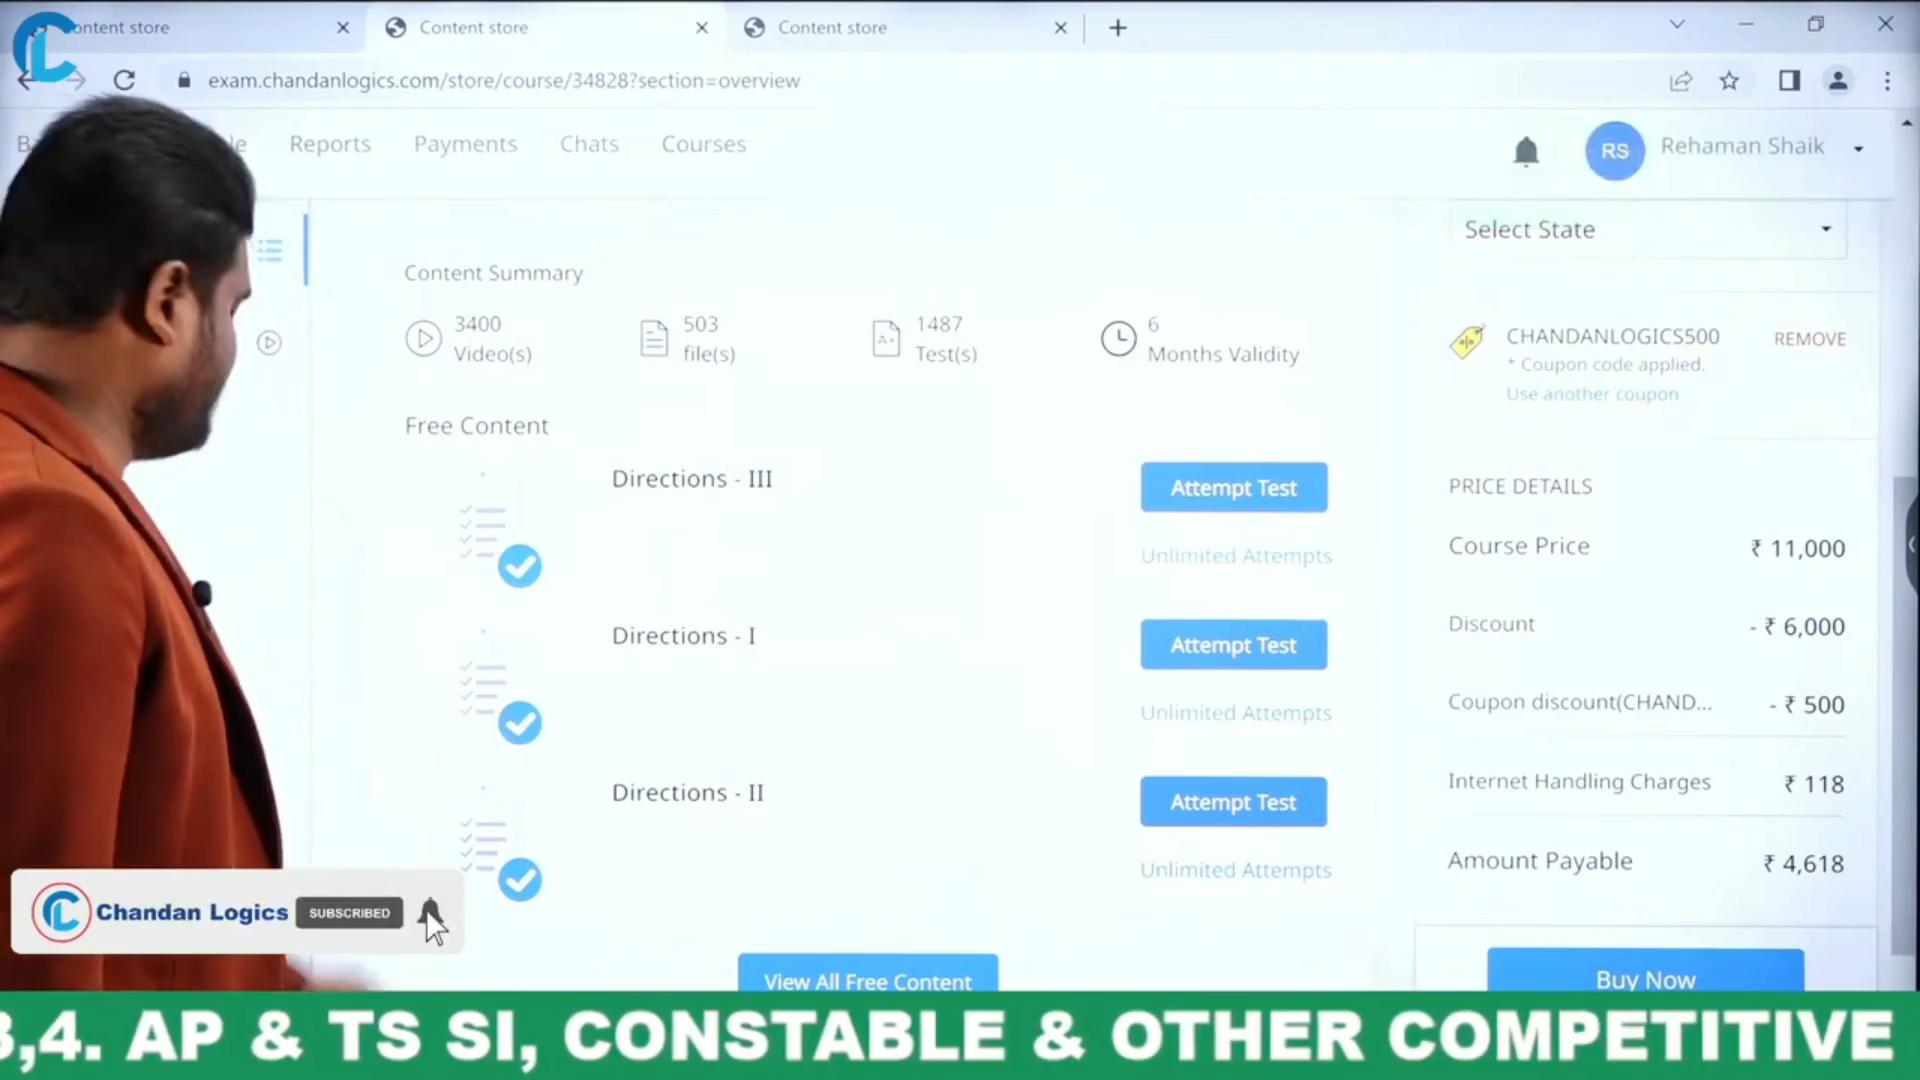 Content store
Content store
Content store
exam.chandanlogics.com/store/course/34828?section=overview
Reports
Payments
Chats
Courses
RS
Rehaman Shaik
Select State
Content Summary
3400
Video(s)
503
file(s)
1487
Test(s)
6
Months Validity
CHANDANLOGICS500
REMOVE
* Coupon code applied.
Use another coupon
Free Content
Directions - III
Attempt Test
Unlimited Attempts
Directions - I
Attempt Test
Unlimited Attempts
Directions - II
Attempt Test
Unlimited Attempts
View All Free Content
PRICE DETAILS
Course Price ₹ 11,000
Discount - ₹ 6,000
Coupon discount(CHAND... - ₹ 500
Internet Handling Charges ₹ 118
Amount Payable ₹ 4,618
Buy Now
Chandan Logics SUBSCRIBED
3,4. AP & TS SI, CONSTABLE & OTHER COMPETITIVE